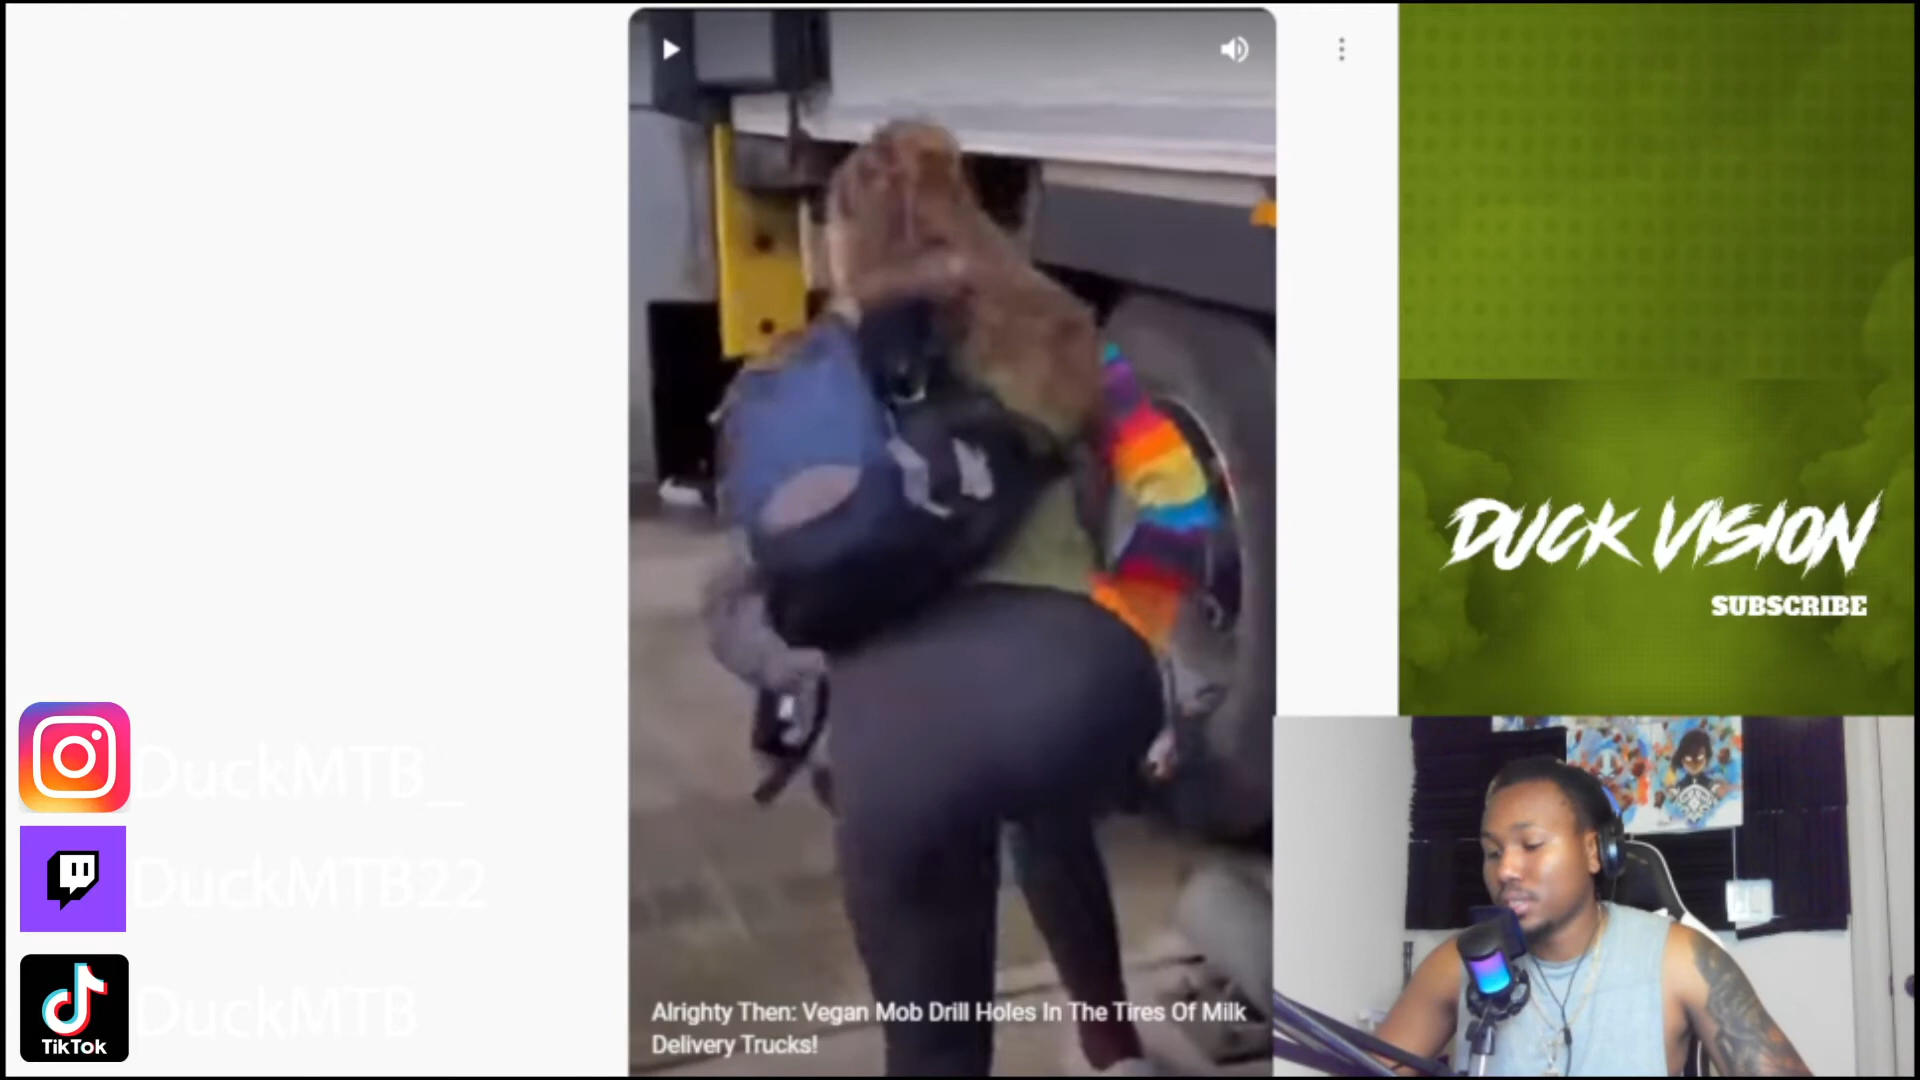 DUCK VISION
SUBSCRIBE
DuckMTB_
DuckMTB22
DuckMTB
TikTok
Alrighty Then: Vegan Mob Drill Holes In The Tires Of Milk
Delivery Trucks!